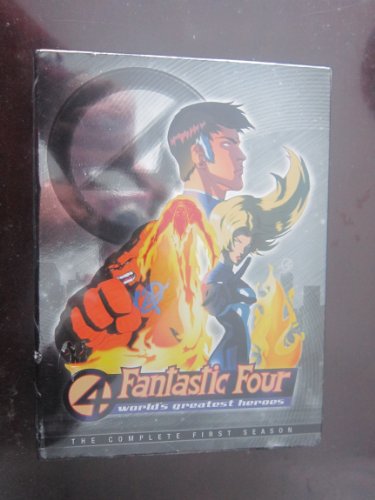 4
Fantastic Four
world's greatest heroes
THE COMPLETE FIRST SEASON